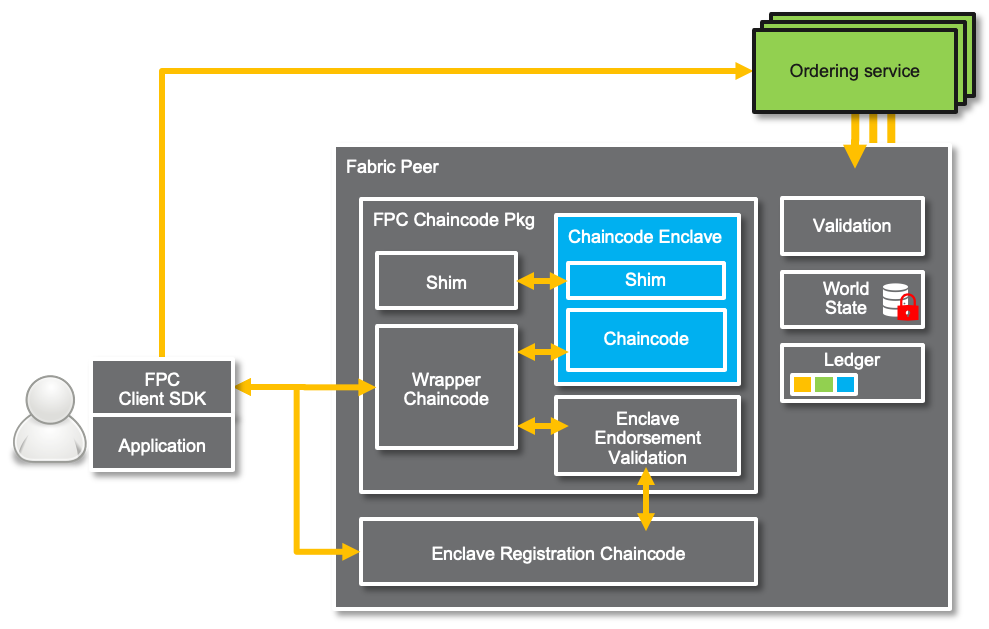 Ordering service
Fabric Peer
FPC Chaincode Pkg
Chaincode Enclave
Shim
Shim
Chaincode
Wrapper
Chaincode
Enclave
Endorsement
Validation
Enclave Registration Chaincode
Validation
World
State
Ledger
FPC
Client SDK
Application